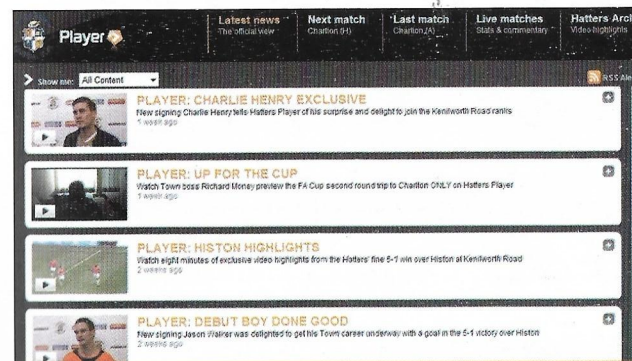 Player
Latest news
The official view
Next match
Charlton (H)
Last match
Charlton (A)
Live matches
Stats & commentary
Hatters Arc
Video highlights
Show me: All Content
RSS Ale
PLAYER: CHARLIE HENRY EXCLUSIVE
New signing Charlie Henry tells Hatters Player of his surprise and delight to join the Kenilworth Road ranks
1 week ago
PLAYER: UP FOR THE CUP
Watch Town boss Richard Money preview the FA Cup second round trip to Charlton ONLY on Hatters Player
1 week ago
PLAYER: HISTON HIGHLIGHTS
Watch eight minutes of exclusive video highlights from the Hatters' fine 5-1 win over Histon at Kenilworth Road
2 weeks ago
PLAYER: DEBUT BOY DONE GOOD
New signing Jason Walker was delighted to get his Town career underway with a goal in the 5-1 victory over Histon
2 weeks ago